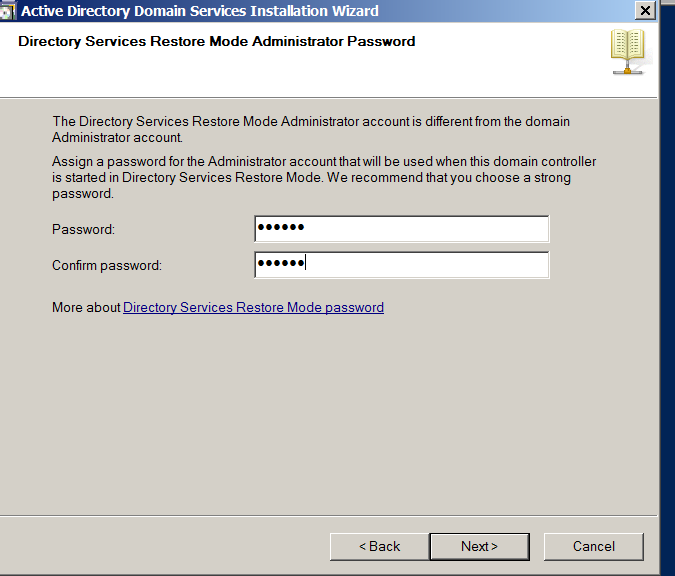 Active Directory Domain Services Installation Wizard
Directory Services Restore Mode Administrator Password
The Directory Services Restore Mode Administrator account is different from the domain
Administrator account.
Assign a password for the Administrator account that will be used when this domain controller
is started in Directory Services Restore Mode. We recommend that you choose a strong
password.
Password: ••••••
Confirm password: ••••••
More about Directory Services Restore Mode password
< Back Next > Cancel